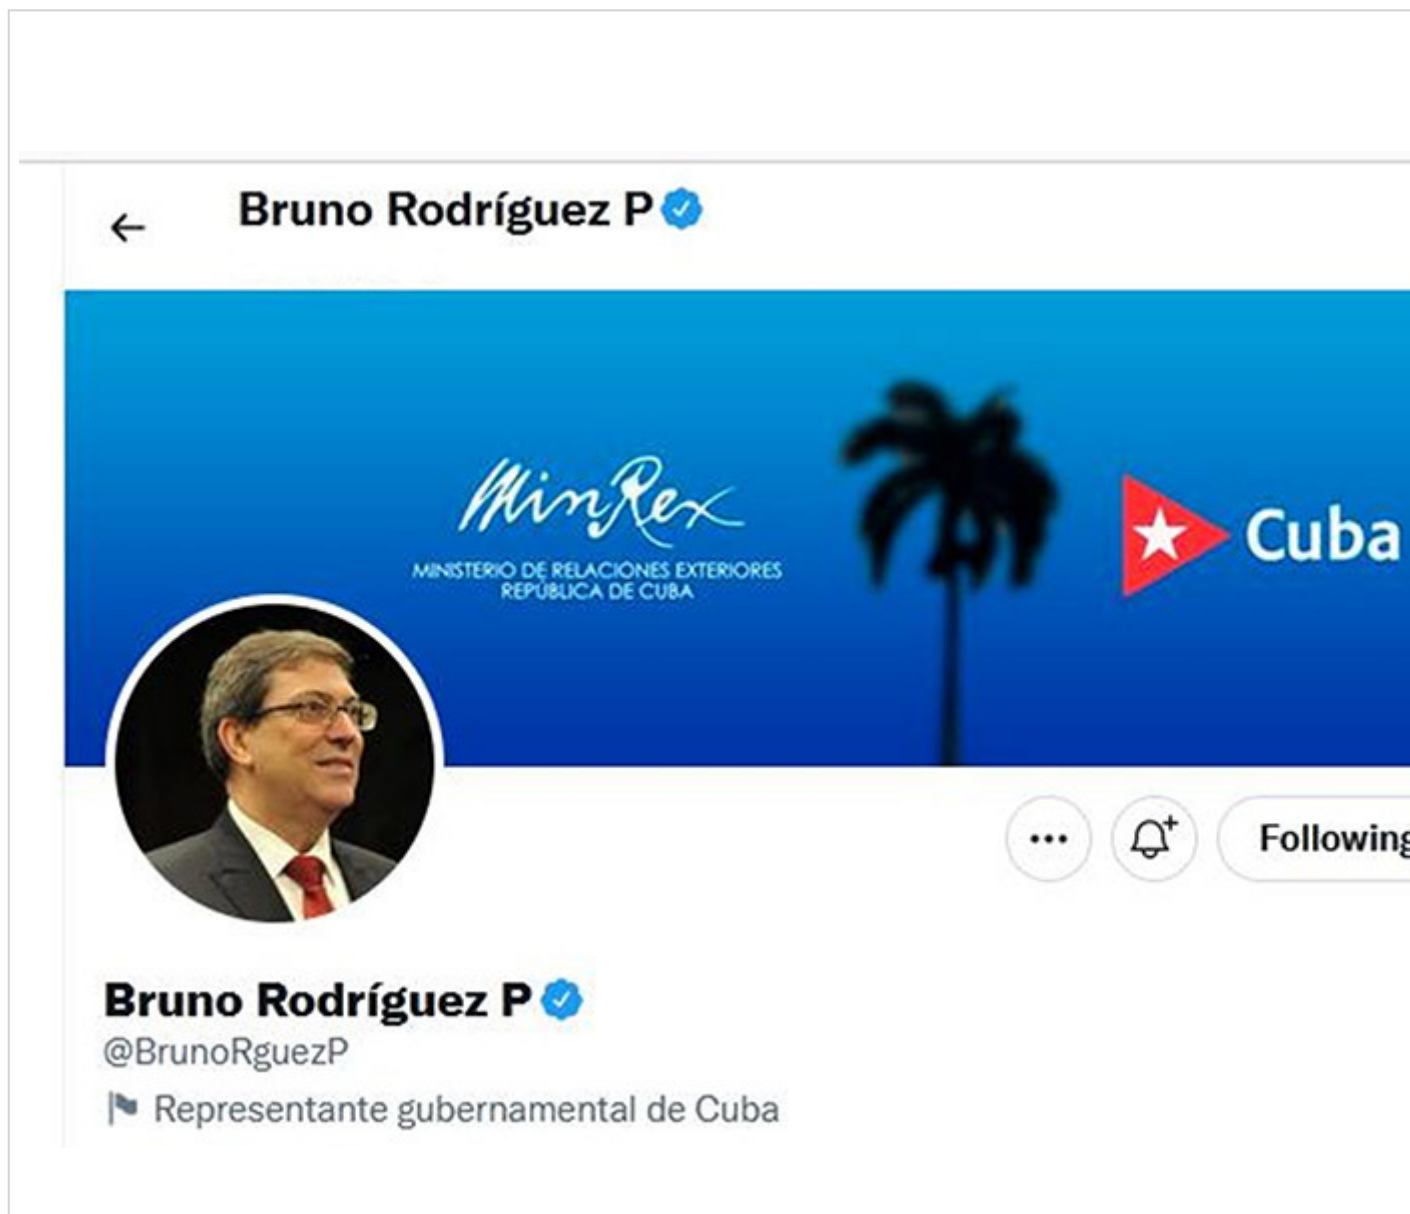 Bruno Rodríguez P
MinRex
MINISTERIO DE RELACIONES EXTERIORES
REPÚBLICA DE CUBA
Cuba
Following
Bruno Rodríguez P
@BrunoRguezP
Representante gubernamental de Cuba